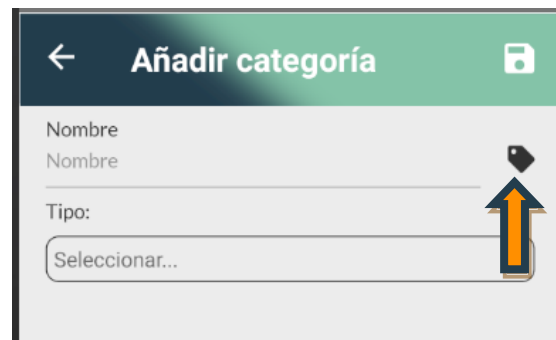 Añadir categoría
Nombre
Nombre
Tipo:
Seleccionar...